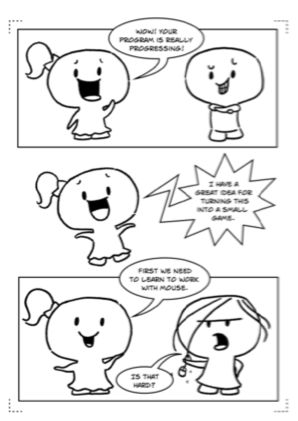 WOW! YOUR
PROGRAM IS REALLY
PROGRESSING!
I HAVE A
GREAT IDEA FOR
TURNING THIS
INTO A SMALL
GAME.
FIRST WE NEED
TO LEARN TO WORK
WITH MOUSE.
IS THAT
HARD?